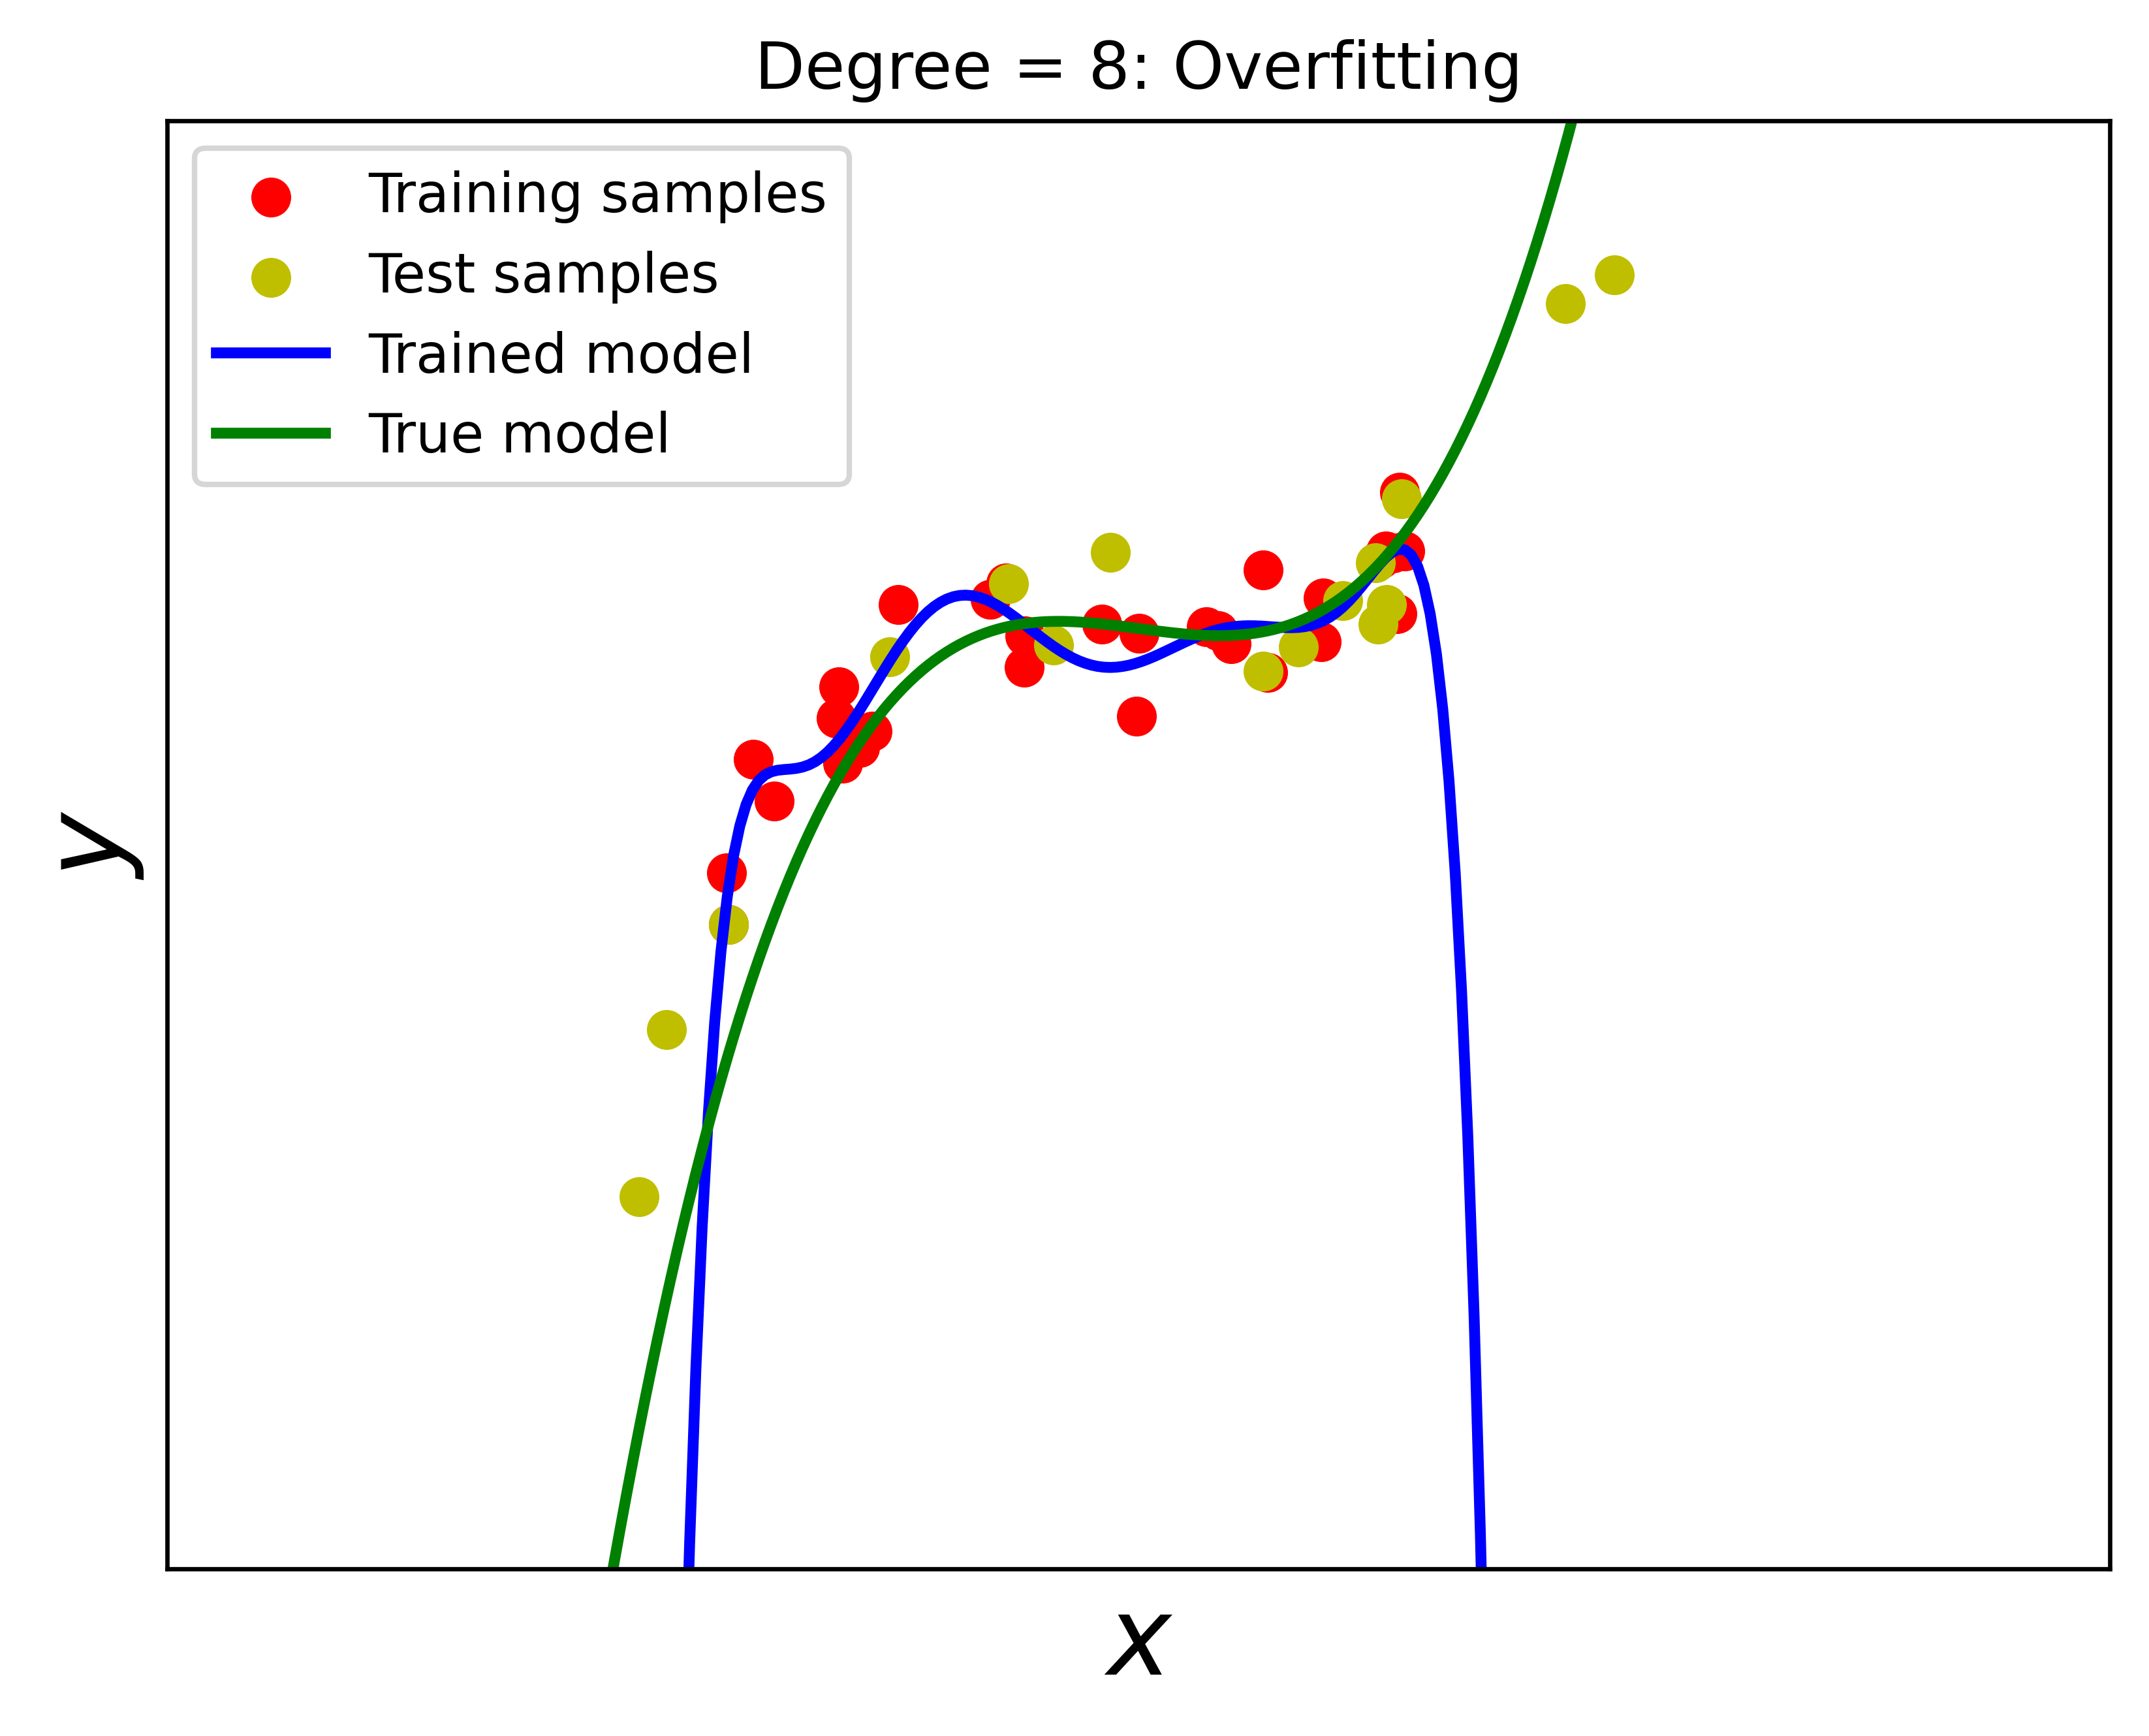 Degree = 8: Overfitting
Training samples
Test samples
Trained model
True model
y
x